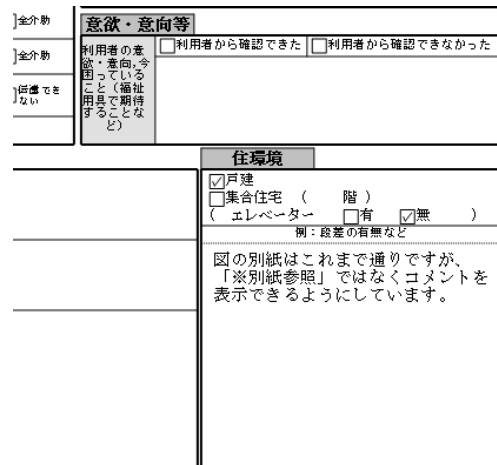 全介助
全介助
伝達でき
ない
意欲・意向等
利用者の意
欲・意向,今
困っている
こと（福祉
用具で期待
することな
ど）
□利用者から確認できた □利用者から確認できなかった
住環境
☑戸建
□集合住宅 （ 階 ）
（ エレベーター □有 ☑無 ）
例：段差の有無など
図の別紙はこれまで通りですが、
「※別紙参照」ではなくコメントを
表示できるようにしています。